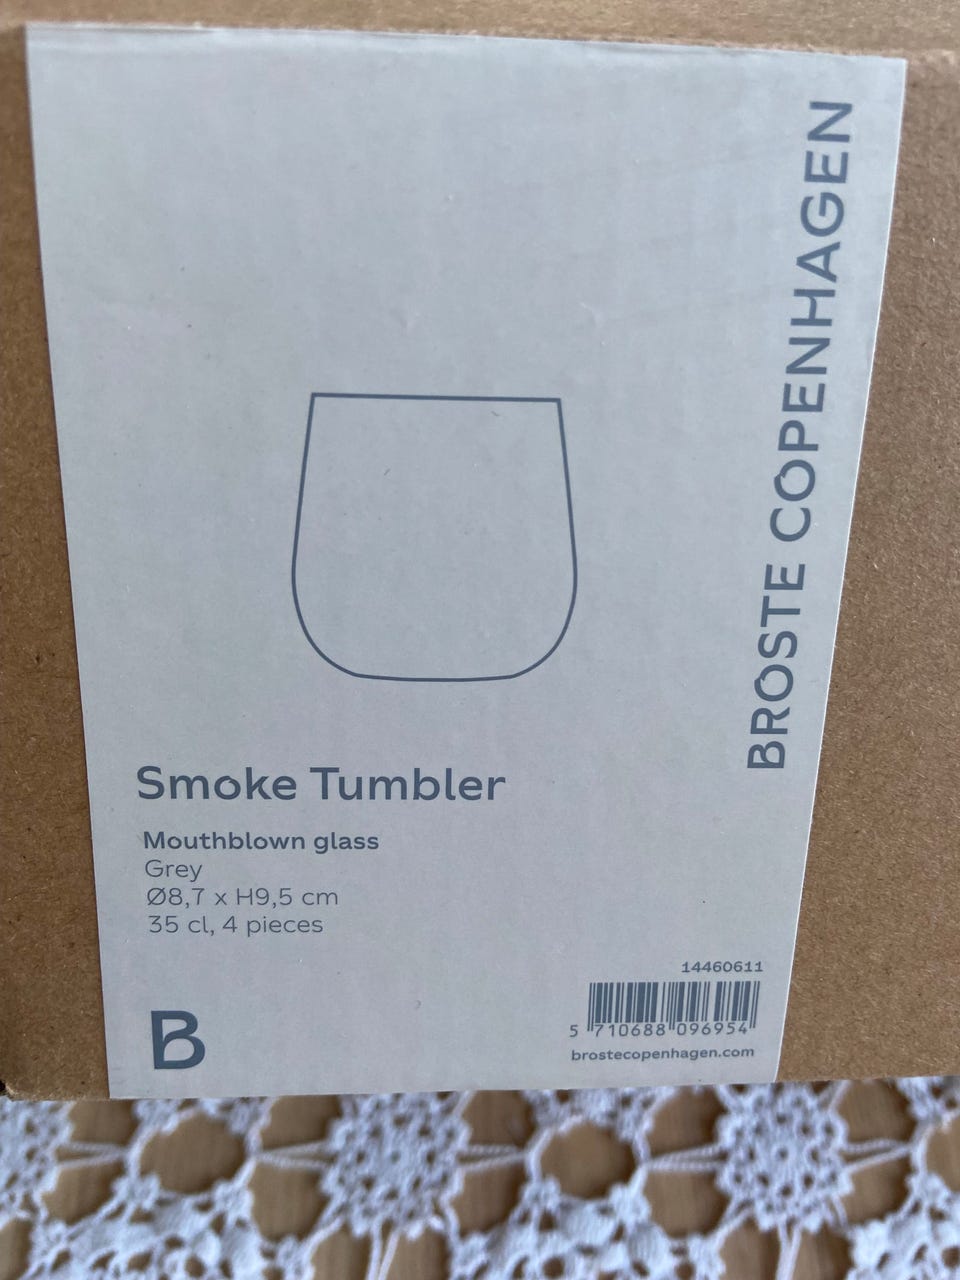 BROSTE COPENHAGEN
Smoke Tumbler
Mouthblown glass
Grey
Ø8,7 x H9,5 cm
35 cl, 4 pieces
14460611
5 710688 096954
brostecopenhagen.com
B